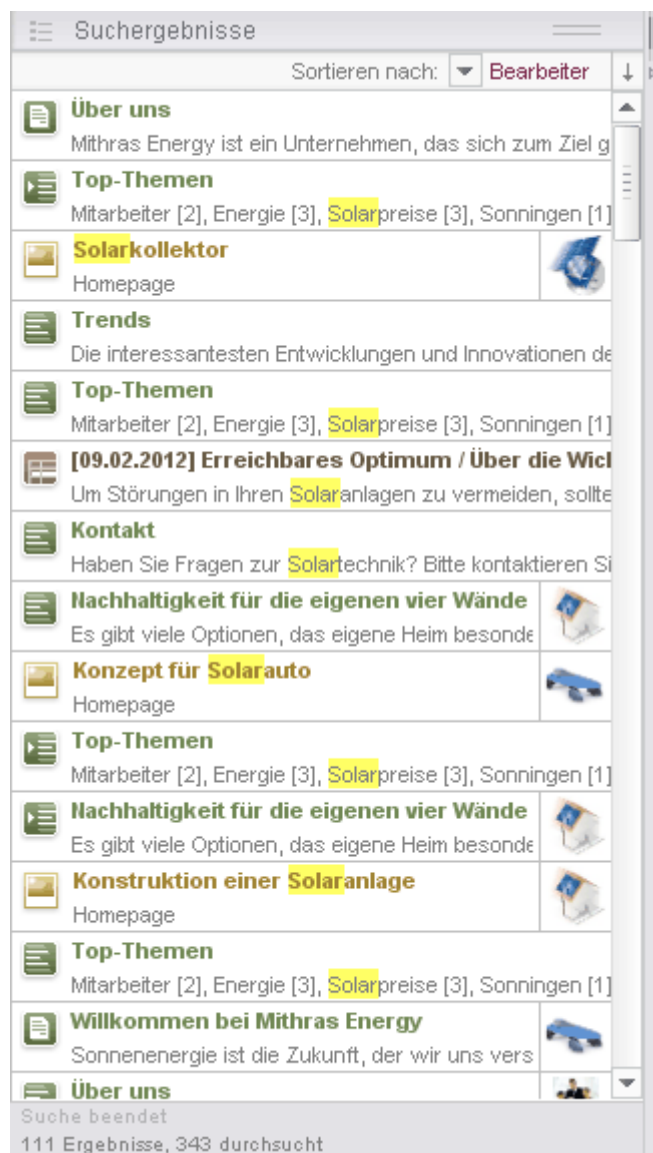 Suchergebnisse
Sortieren nach: Bearbeiter ↓
Über uns
Mithras Energy ist ein Unternehmen, das sich zum Ziel g
Top-Themen
Mitarbeiter [2], Energie [3], Solarpreise [3], Sonningen [1]
Solarkollektor
Homepage
Trends
Die interessantesten Entwicklungen und Innovationen de
Top-Themen
Mitarbeiter [2], Energie [3], Solarpreise [3], Sonningen [1]
[09.02.2012] Erreichbares Optimum / Über die Wicl
Um Störungen in Ihren Solaranlagen zu vermeiden, sollte
Kontakt
Haben Sie Fragen zur Solartechnik? Bitte kontaktieren Si
Nachhaltigkeit für die eigenen vier Wände
Es gibt viele Optionen, das eigene Heim besonde
Konzept für Solarauto
Homepage
Top-Themen
Mitarbeiter [2], Energie [3], Solarpreise [3], Sonningen [1]
Nachhaltigkeit für die eigenen vier Wände
Es gibt viele Optionen, das eigene Heim besonde
Konstruktion einer Solaranlage
Homepage
Top-Themen
Mitarbeiter [2], Energie [3], Solarpreise [3], Sonningen [1]
Willkommen bei Mithras Energy
Sonnenenergie ist die Zukunft, der wir uns vers
Über uns
Suche beendet
111 Ergebnisse, 343 durchsucht